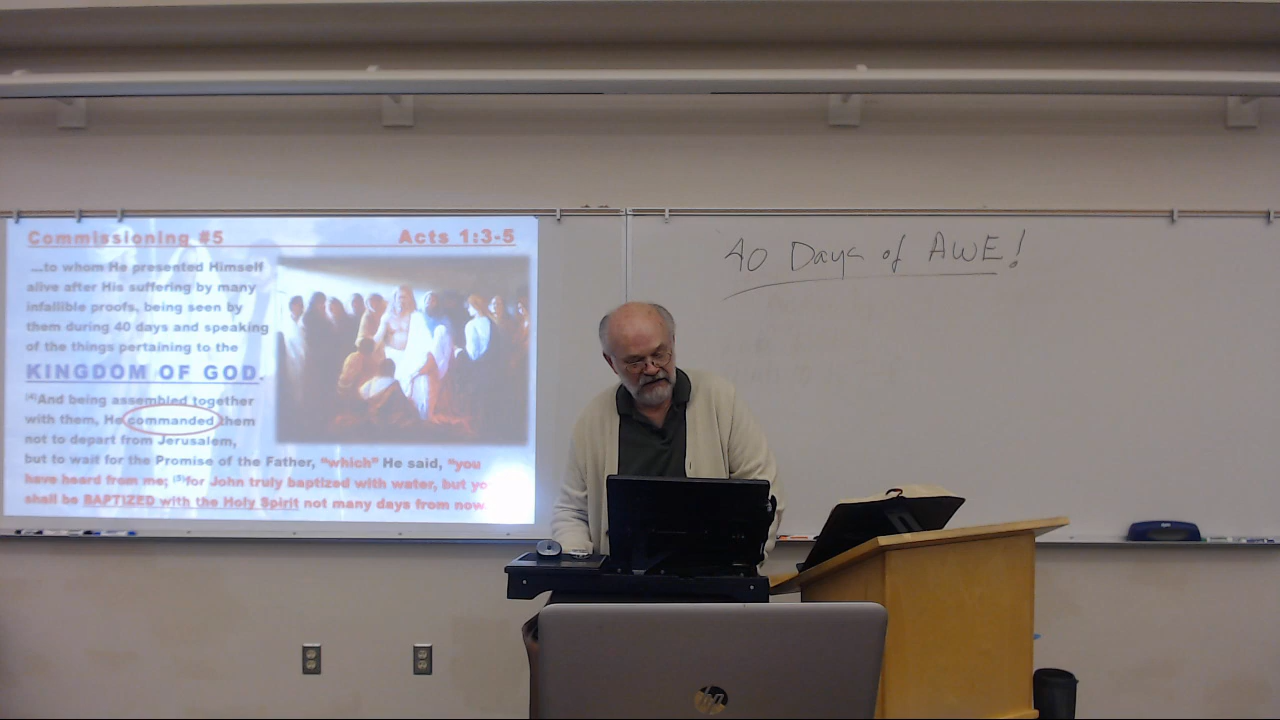 Commissioning #5 Acts 1:3-5
...to whom He presented Himself
alive after His suffering by many
infallible proofs, being seen by
them during 40 days and speaking
of the things pertaining to the
KINGDOM OF GOD.
(4)And being assembled together
with them, He commanded them
not to depart from Jerusalem,
but to wait for the Promise of the Father, "which" He said, "you
have heard from me; (5)for John truly baptized with water, but yo
shall be BAPTIZED with the Holy Spirit not many days from now.
40 Days of AWE!
hp